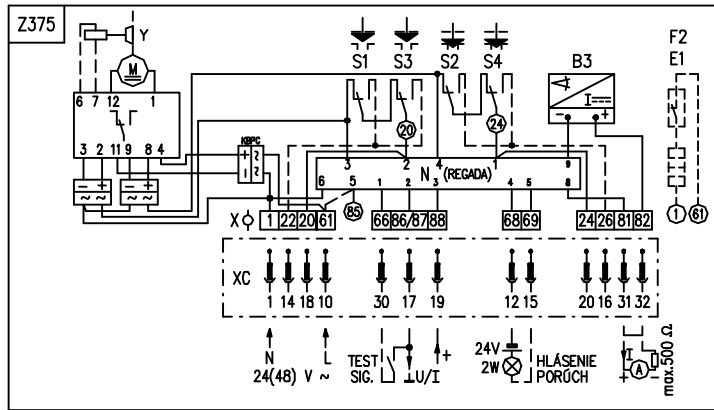 Z375
Y
M
6 7 12 1
3 2 11 9 8 4
KBPC
+ ~
– ~
– +
~ ~
+ –
~ ~
S1 S3 S2 S4
B3
I
– +
F2
E1
20
24
3 2 4 1 9
N (REGADA)
6 5 1 2 3 4 5 8
85
X
1 22 20 61 66 86/87 88 68 69 24 26 81 82
1 61
XC
1 14 18 10 30 17 19 12 15 20 16 31 32
N L
24(48) V ~
TEST
SIG.
U/I
+
24V
2W
HLÁSENIE
PORÚCH
I
A
+ –
max.500 Ω